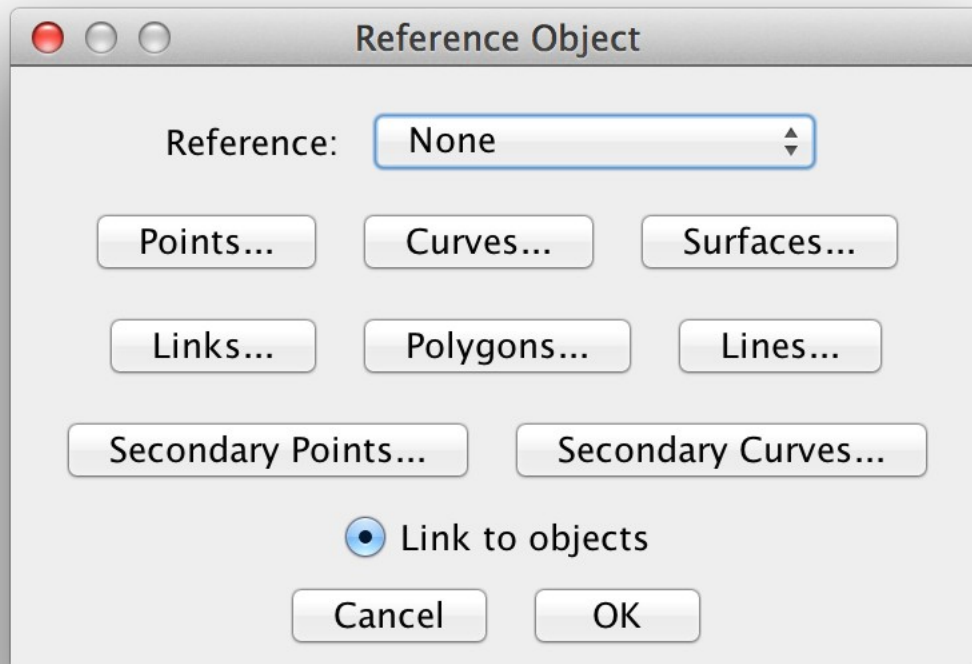 Reference Object
Reference: None
Points... Curves... Surfaces...
Links... Polygons... Lines...
Secondary Points... Secondary Curves...
Link to objects
Cancel OK